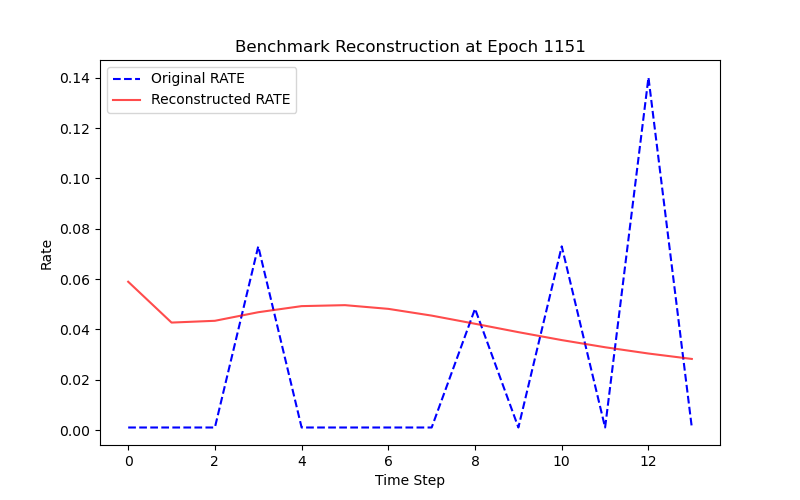 Benchmark Reconstruction at Epoch 1151
Original RATE
Reconstructed RATE
0.14
0.12
0.10
0.08
0.06
0.04
0.02
0.00
Rate
0 2 4 6 8 10 12
Time Step